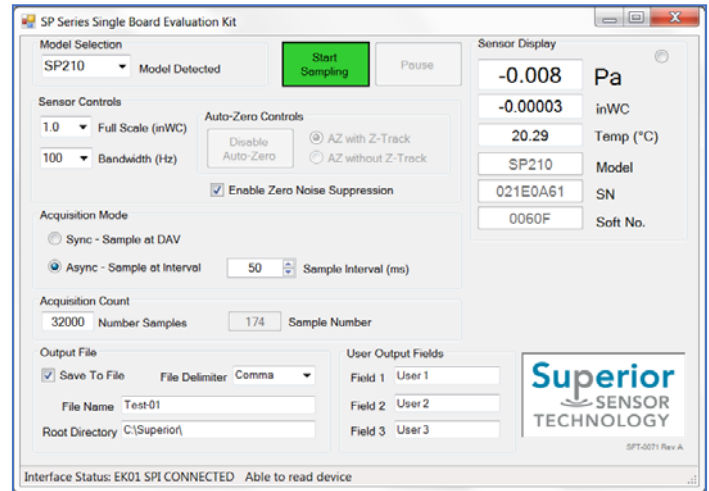 SP Series Single Board Evaluation Kit
Model Selection
SP210 Model Detected
Start Sampling
Pause
Sensor Controls
1.0 Full Scale (inWC)
100 Bandwidth (Hz)
Auto-Zero Controls
Disable Auto-Zero
AZ with Z-Track
AZ without Z-Track
Enable Zero Noise Suppression
Acquisition Mode
Sync - Sample at DAV
Async - Sample at Interval 50 Sample Interval (ms)
Acquisition Count
32000 Number Samples 174 Sample Number
Output File
Save To File File Delimiter Comma
File Name Test-01
Root Directory C:\Superior\
User Output Fields
Field 1 User 1
Field 2 User 2
Field 3 User 3
Sensor Display
-0.008 Pa
-0.00003 inWC
20.29 Temp (°C)
SP210 Model
021E0A61 SN
0060F Soft No.
Superior
SENSOR
TECHNOLOGY
SFT-0071 Rev A
Interface Status: EK01 SPI CONNECTED Able to read device